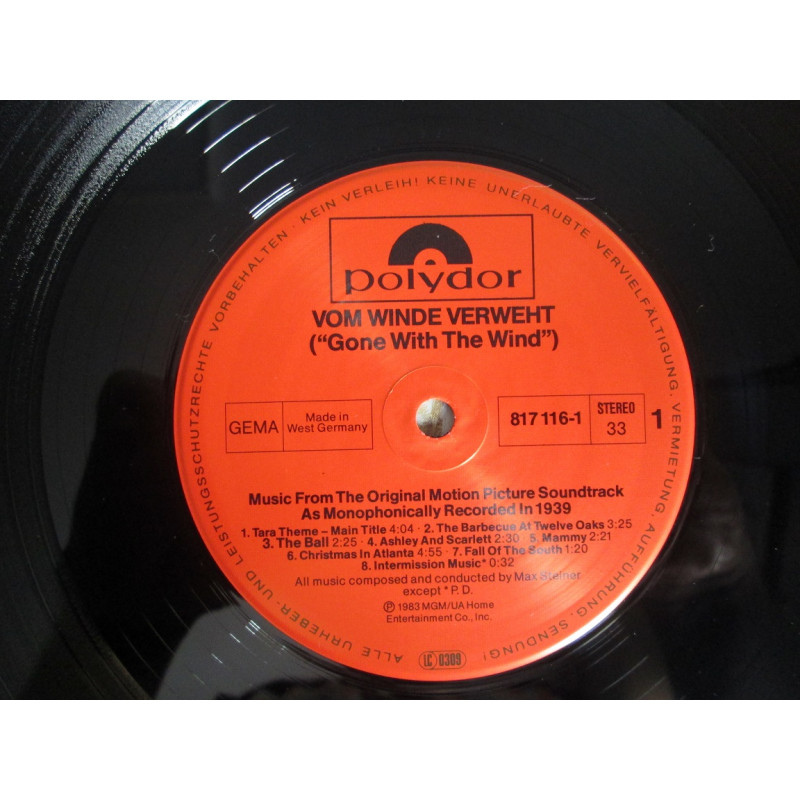 ALLE URHEBER- UND LEISTUNGSSCHUTZRECHTE VORBEHALTEN · KEIN VERLEIH! KEINE UNERLAUBTE VERVIELFÄLTIGUNG, VERMIETUNG, AUFFÜHRUNG, SENDUNG!
polydor
VOM WINDE VERWEHT
("Gone With The Wind")
GEMA
Made in
West Germany
817 116-1
STEREO
33
1
Music From The Original Motion Picture Soundtrack
As Monophonically Recorded In 1939
1. Tara Theme – Main Title 4:04 · 2. The Barbecue At Twelve Oaks 3:25
3. The Ball 2:25 · 4. Ashley And Scarlett 2:30 · 5. Mammy 2:21
6. Christmas In Atlanta 4:55 · 7. Fall Of The South 1:20
8. Intermission Music* 0:32
All music composed and conducted by Max Steiner
except * P. D.
Ⓟ 1983 MGM/UA Home
Entertainment Co., Inc.
LC 0309